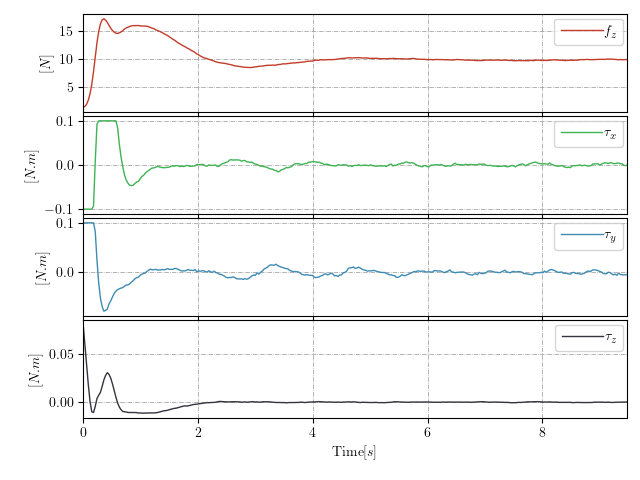 15
10
5
[N]
f_z
0.1
0.0
−0.1
[N.m]
τ_x
0.1
0.0
[N.m]
τ_y
0.05
0.00
[N.m]
τ_z
0 2 4 6 8
Time[s]